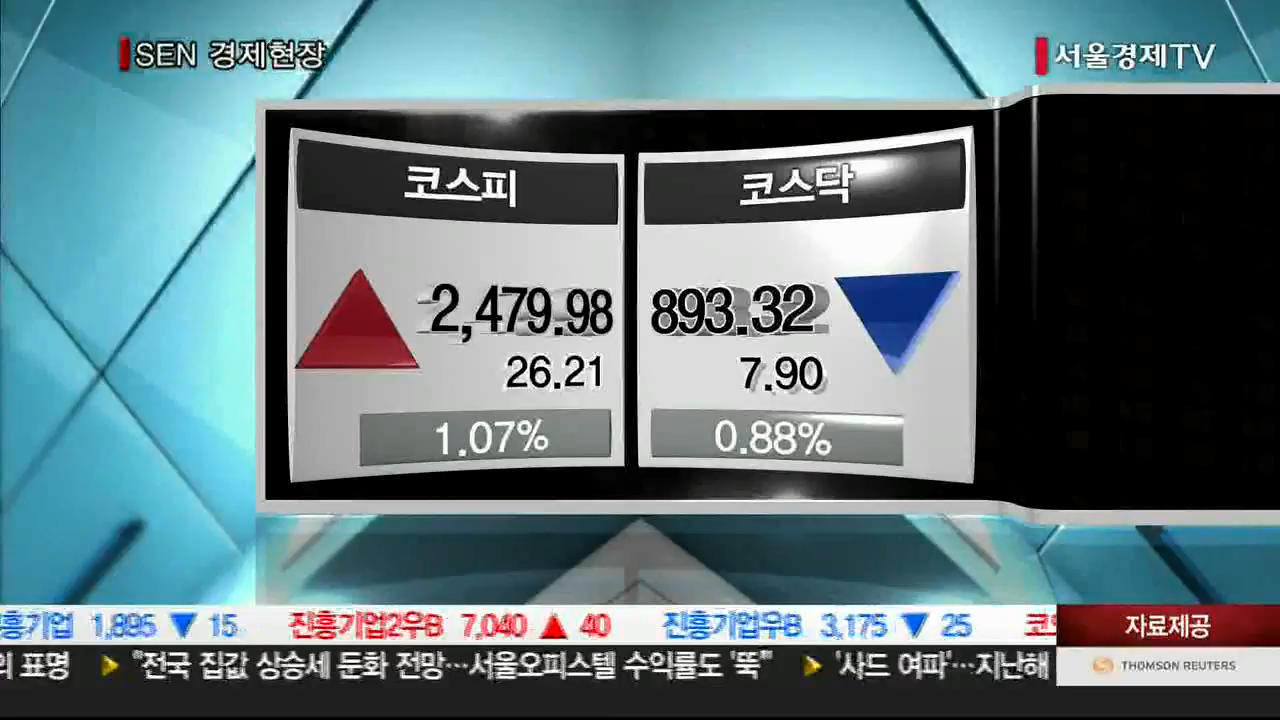 SEN 경제현장
서울경제TV
코스피
2,479.98
26.21
1.07%
코스닥
893.32
7.90
0.88%
흥기업 1,895 ▼ 15 진흥기업2우B 7,040 ▲ 40 진흥기업우B 3,175 ▼ 25
자료제공
의 표명 ▶ "전국 집값 상승세 둔화 전망…서울오피스텔 수익률도 '뚝'" ▶ '사드 여파'…지난해
THOMSON REUTERS